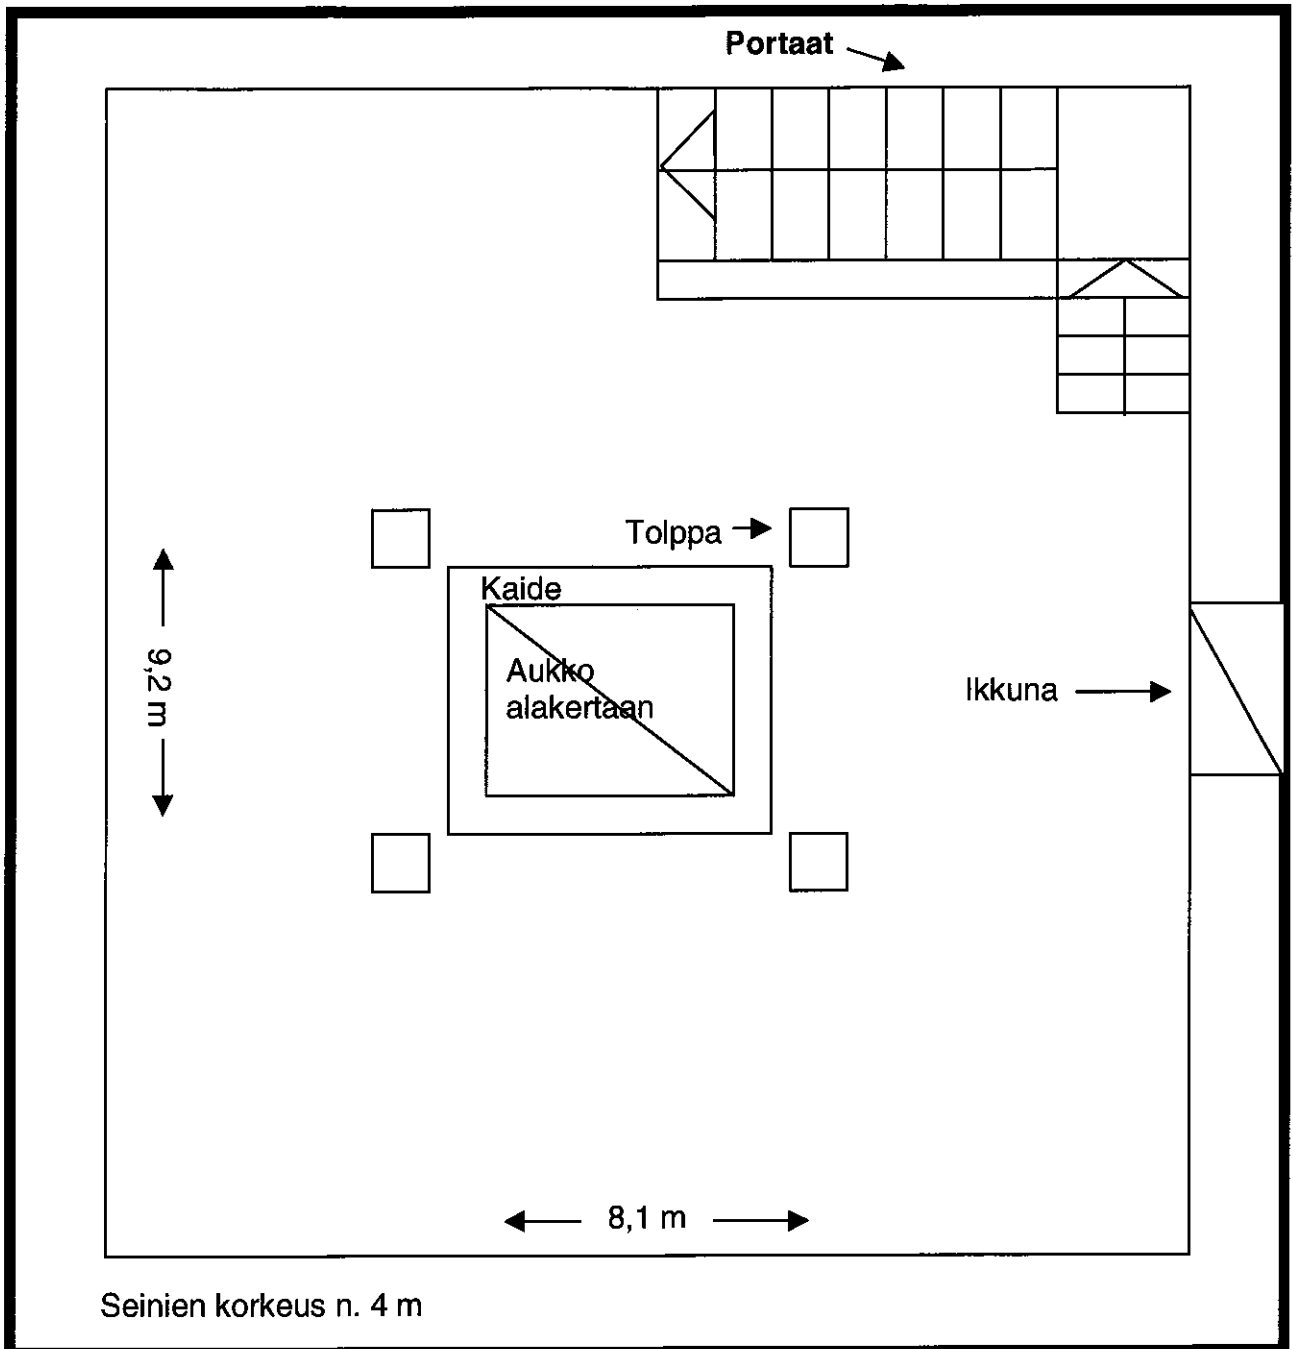 Portaat
Tolppa
Kaide
Aukko
alakertaan
9,2 m
Ikkuna
8,1 m
Seinien korkeus n. 4 m